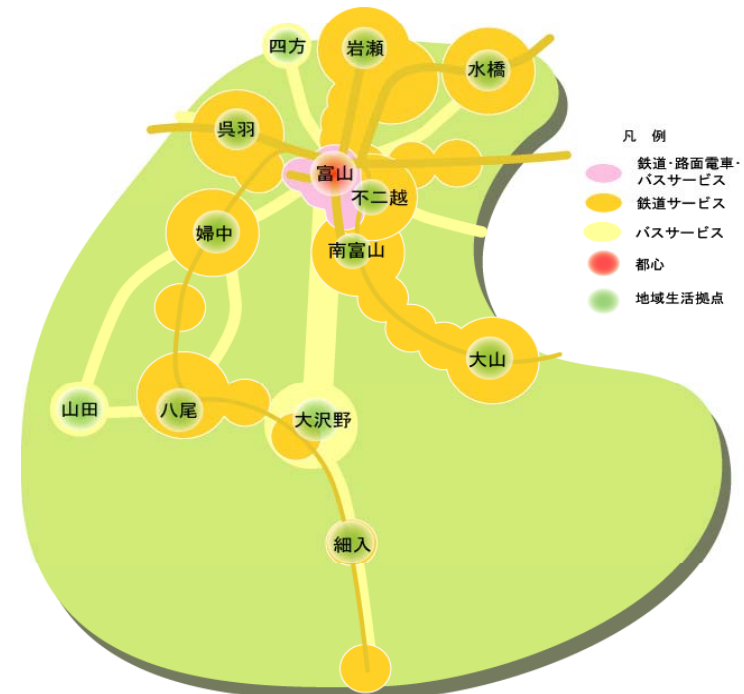 四方
岩瀬
水橋
呉羽
富山
不二越
婦中
南富山
大山
山田
八尾
大沢野
細入
凡 例
鉄道・路面電車・
バスサービス
鉄道サービス
バスサービス
都心
地域生活拠点